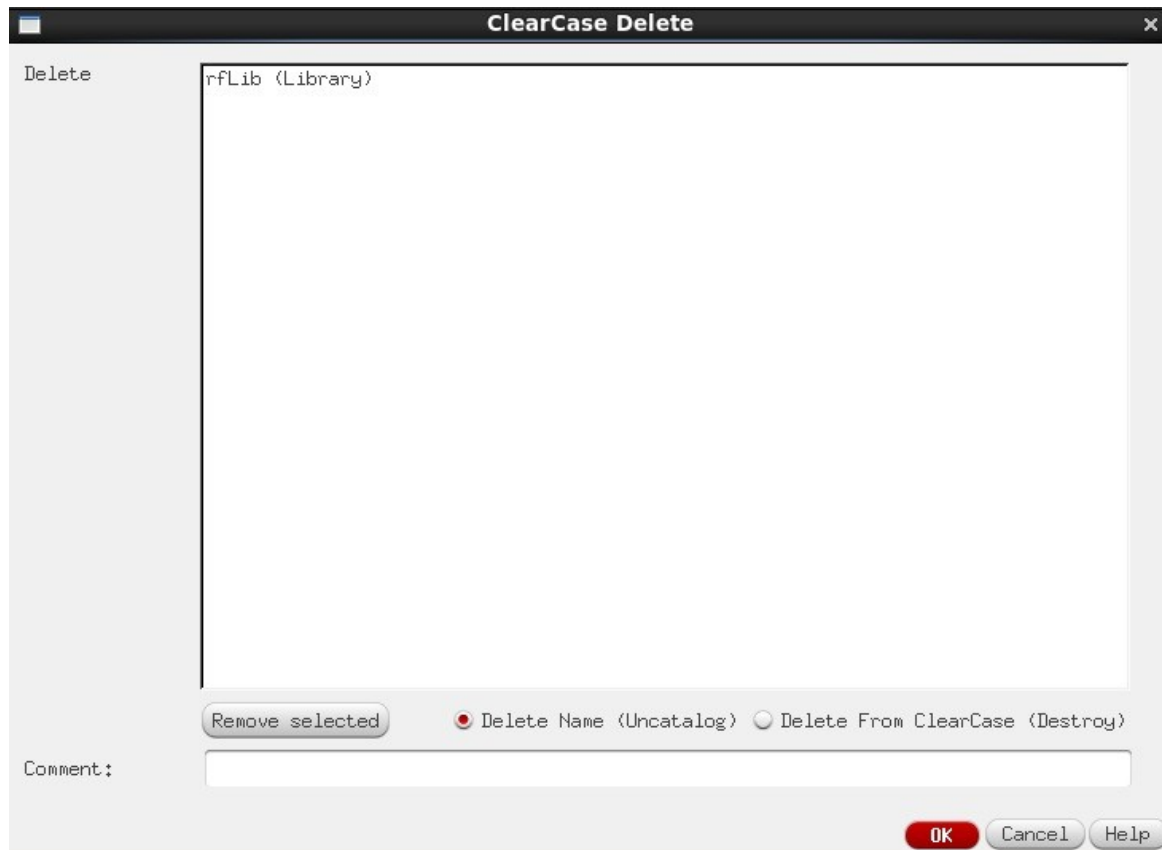 ClearCase Delete
Delete
rfLib (Library)
Remove selected Delete Name (Uncatalog) Delete From ClearCase (Destroy)
Comment:
OK Cancel Help